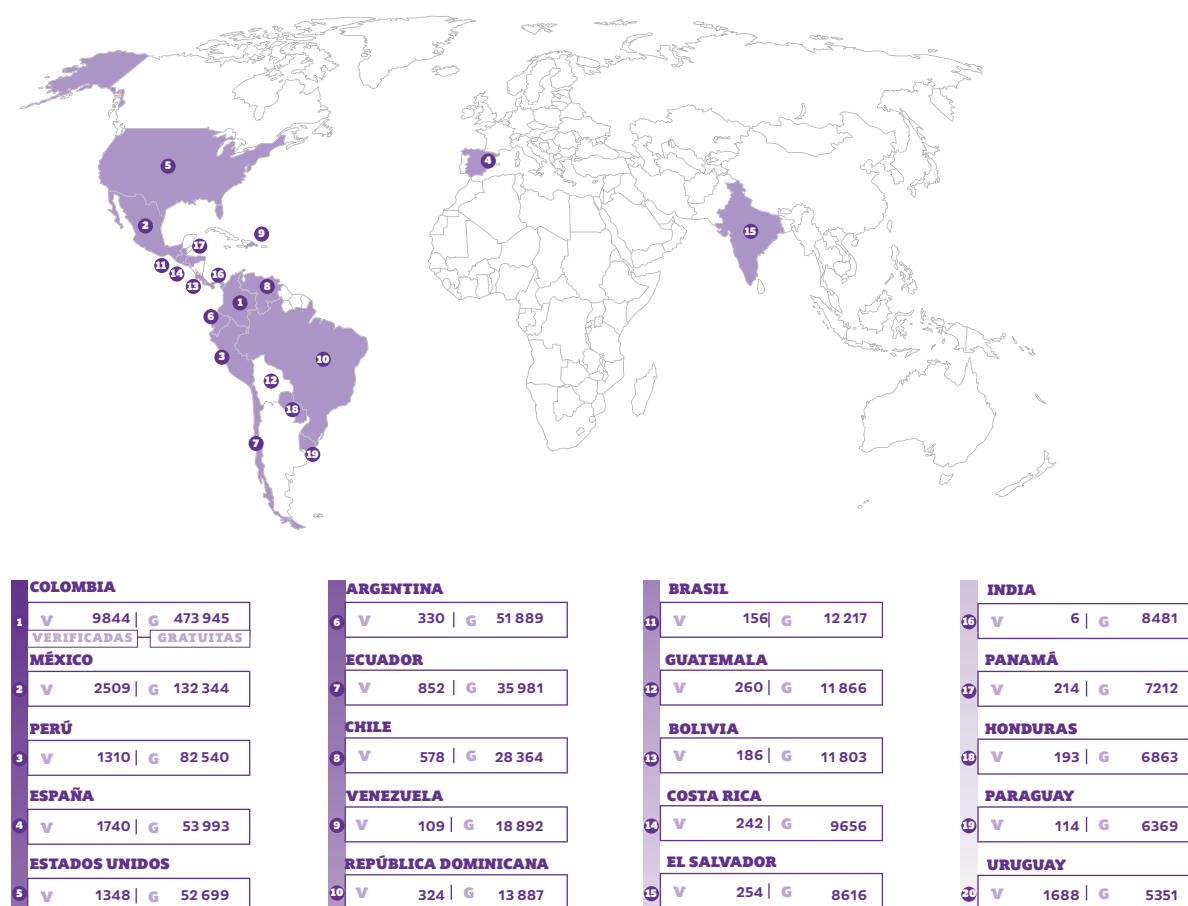 5
4
2
9
17
15
11
14
16
13
8
1
6
3
10
12
18
7
19
COLOMBIA
1 V 9844 | G 473 945
VERIFICADAS GRATUITAS
MÉXICO
2 V 2509 | G 132 344
PERÚ
3 V 1310 | G 82 540
ESPAÑA
4 V 1740 | G 53 993
ESTADOS UNIDOS
5 V 1348 | G 52 699
ARGENTINA
6 V 330 | G 51 889
ECUADOR
7 V 852 | G 35 981
CHILE
8 V 578 | G 28 364
VENEZUELA
9 V 109 | G 18 892
REPÚBLICA DOMINICANA
10 V 324 | G 13 887
BRASIL
11 V 156| G 12 217
GUATEMALA
12 V 260 | G 11 866
BOLIVIA
13 V 186 | G 11 803
COSTA RICA
14 V 242 | G 9656
EL SALVADOR
15 V 254 | G 8616
INDIA
16 V 6 | G 8481
PANAMÁ
17 V 214 | G 7212
HONDURAS
18 V 193 | G 6863
PARAGUAY
19 V 114 | G 6369
URUGUAY
20 V 1688 | G 5351